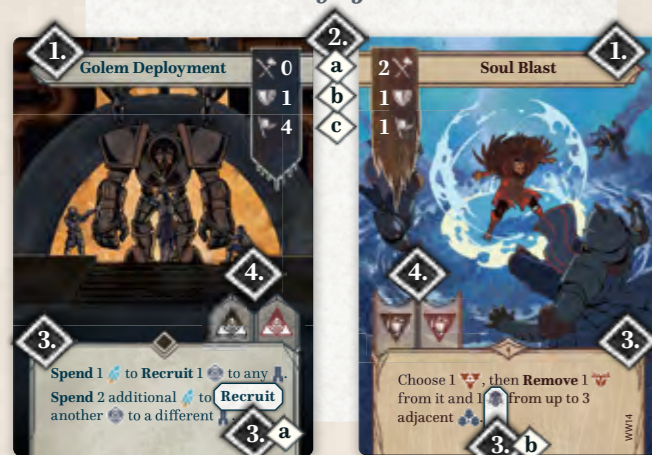 1.
Golem Deployment
0
1
4
2.
a
b
c
2
1
1
Soul Blast
1.
4.
4.
3.
Spend 1 to Recruit 1 to any .
Spend 2 additional to Recruit
another to a different .
3. a
3.
Choose 1 , then Remove 1
from it and 1 from up to 3
adjacent .
3. b
WW14